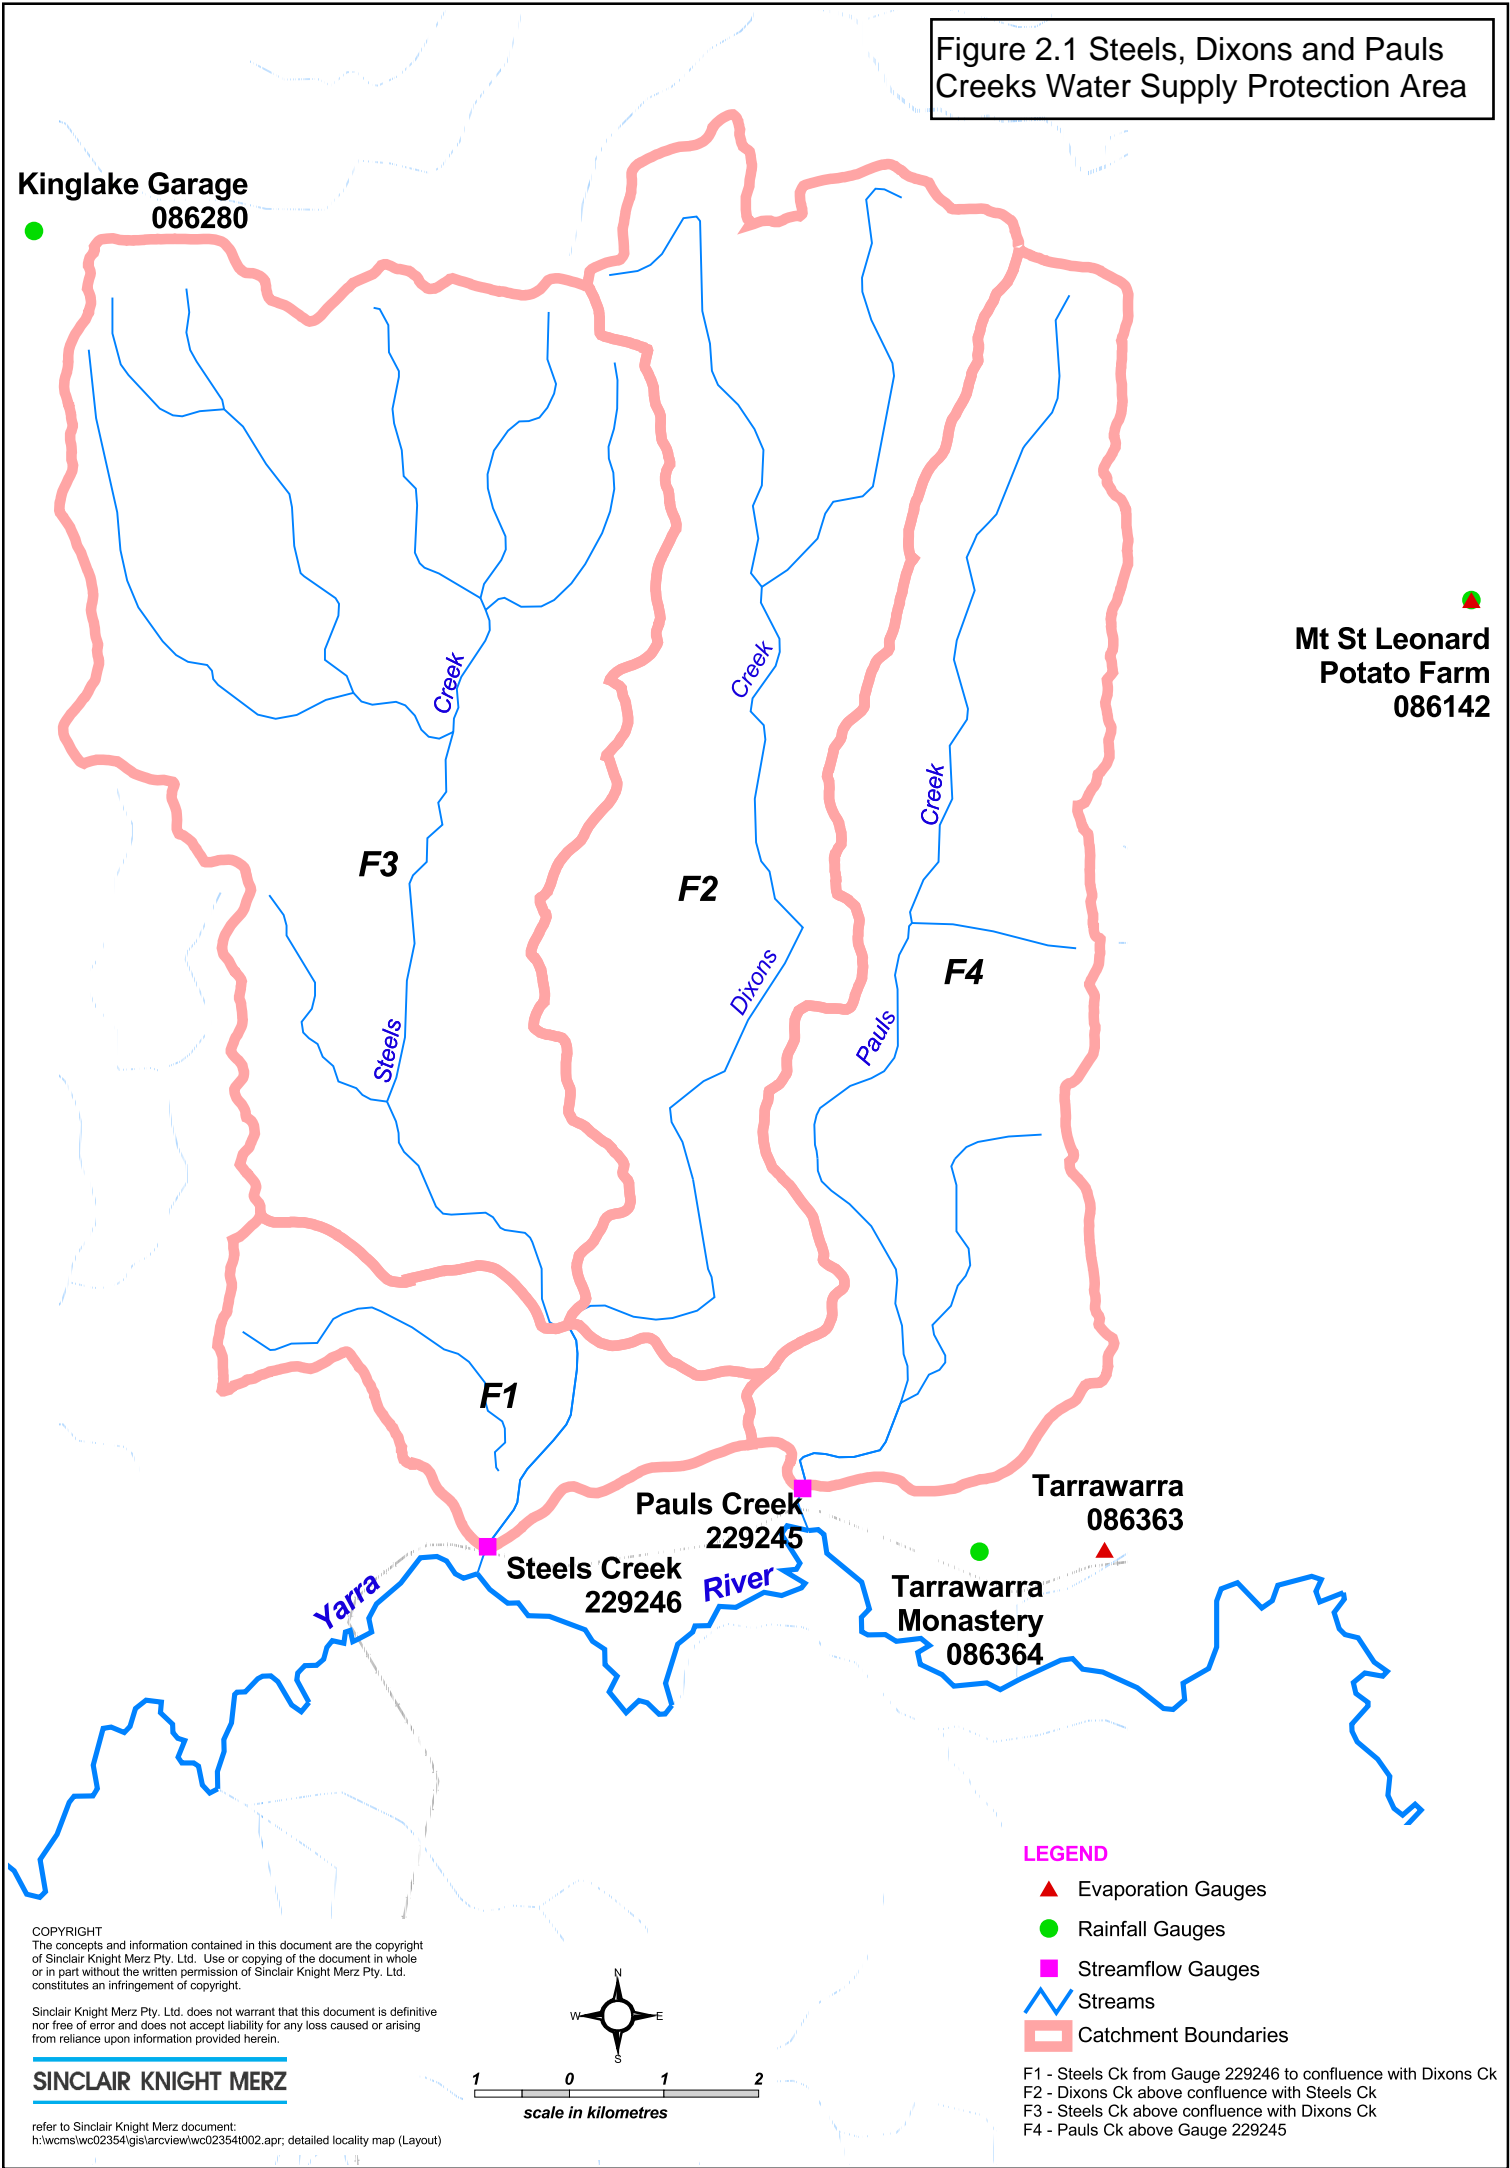 Figure 2.1 Steels, Dixons and Pauls
Creeks Water Supply Protection Area
Kinglake Garage
086280
Mt St Leonard
Potato Farm
086142
Creek
Creek
Creek
F3
F2
F4
Dixons
Pauls
Steels
F1
Tarrawarra
086363
Pauls Creek
229245
Steels Creek
229246
River
Yarra
Tarrawarra
Monastery
086364
LEGEND
Evaporation Gauges
Rainfall Gauges
Streamflow Gauges
Streams
Catchment Boundaries
F1 - Steels Ck from Gauge 229246 to confluence with Dixons Ck
F2 - Dixons Ck above confluence with Steels Ck
F3 - Steels Ck above confluence with Dixons Ck
F4 - Pauls Ck above Gauge 229245
COPYRIGHT
The concepts and information contained in this document are the copyright
of Sinclair Knight Merz Pty. Ltd. Use or copying of the document in whole
or in part without the written permission of Sinclair Knight Merz Pty. Ltd.
constitutes an infringement of copyright.
Sinclair Knight Merz Pty. Ltd. does not warrant that this document is definitive
nor free of error and does not accept liability for any loss caused or arising
from reliance upon information provided herein.
SINCLAIR KNIGHT MERZ
refer to Sinclair Knight Merz document:
h:\wcms\wc02354\gis\arcview\wc02354t002.apr; detailed locality map (Layout)
N
W
E
S
1 0 1 2
scale in kilometres